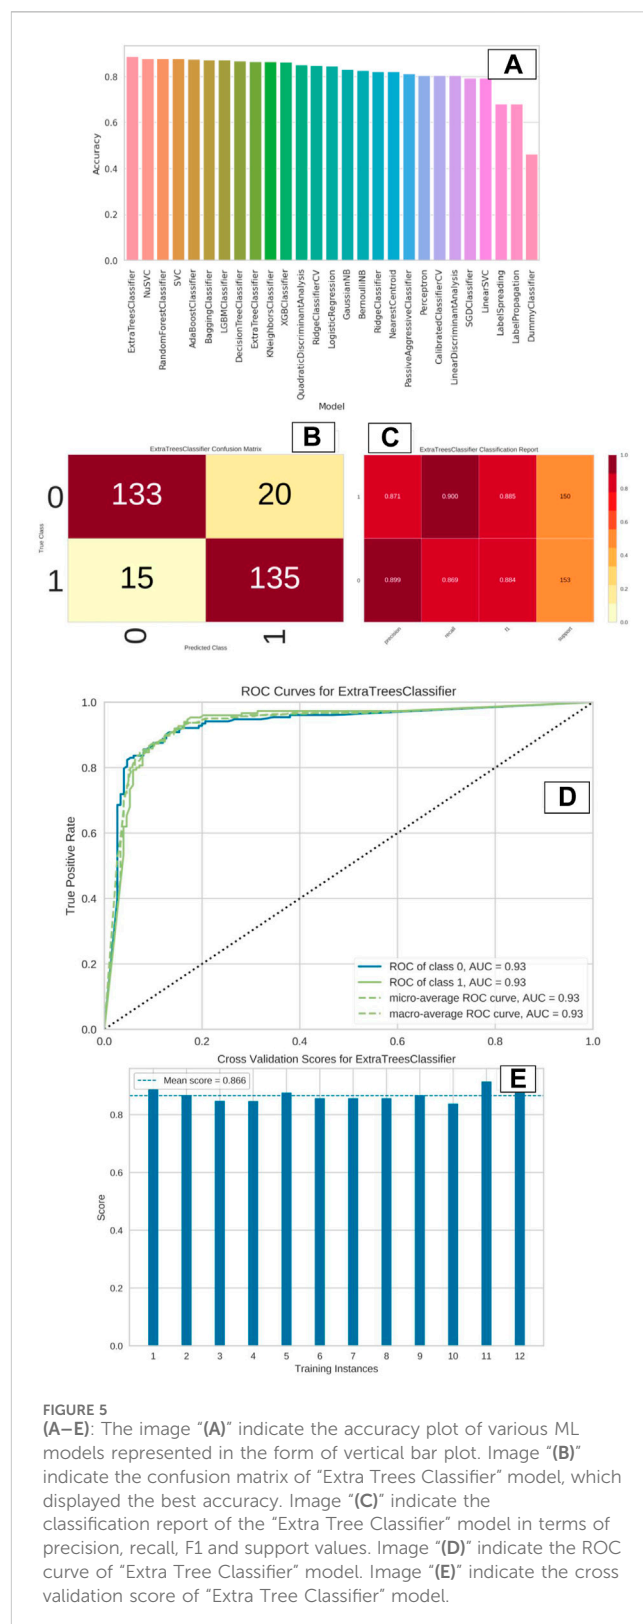 A
Accuracy
0.8
0.6
0.4
0.2
0.0
ExtraTreesClassifier
NuSVC
RandomForestClassifier
SVC
AdaBoostClassifier
BaggingClassifier
LGBMClassifier
DecisionTreeClassifier
ExtraTreeClassifier
KNeighborsClassifier
XGBClassifier
QuadraticDiscriminantAnalysis
RidgeClassifierCV
LogisticRegression
GaussianNB
BernoulliNB
RidgeClassifier
NearestCentroid
PassiveAggressiveClassifier
Perceptron
CalibratedClassifierCV
LinearDiscriminantAnalysis
SGDClassifier
LinearSVC
LabelSpreading
LabelPropagation
DummyClassifier
Model
B
ExtraTreesClassifier Confusion Matrix
True Class
0
133
20
1
15
135
0
1
Predicted Class
C
ExtraTreesClassifier Classification Report
1
0.871
0.900
0.885
150
0
0.899
0.869
0.884
153
precision
recall
f1
support
1.0
0.8
0.6
0.4
0.2
0.0
ROC Curves for ExtraTreesClassifier
D
True Positive Rate
1.0
0.8
0.6
0.4
0.2
0.0
ROC of class 0, AUC = 0.93
ROC of class 1, AUC = 0.93
micro-average ROC curve, AUC = 0.93
macro-average ROC curve, AUC = 0.93
0.0
0.2
0.4
0.6
0.8
1.0
Cross Validation Scores for ExtraTreesClassifier
E
Mean score = 0.866
Score
0.8
0.6
0.4
0.2
0.0
1
2
3
4
5
6
7
8
9
10
11
12
Training Instances
FIGURE 5
(A–E): The image “(A)” indicate the accuracy plot of various ML
models represented in the form of vertical bar plot. Image “(B)”
indicate the confusion matrix of “Extra Trees Classifier” model, which
displayed the best accuracy. Image “(C)” indicate the
classification report of the “Extra Tree Classifier” model in terms of
precision, recall, F1 and support values. Image “(D)” indicate the ROC
curve of “Extra Tree Classifier” model. Image “(E)” indicate the cross
validation score of “Extra Tree Classifier” model.